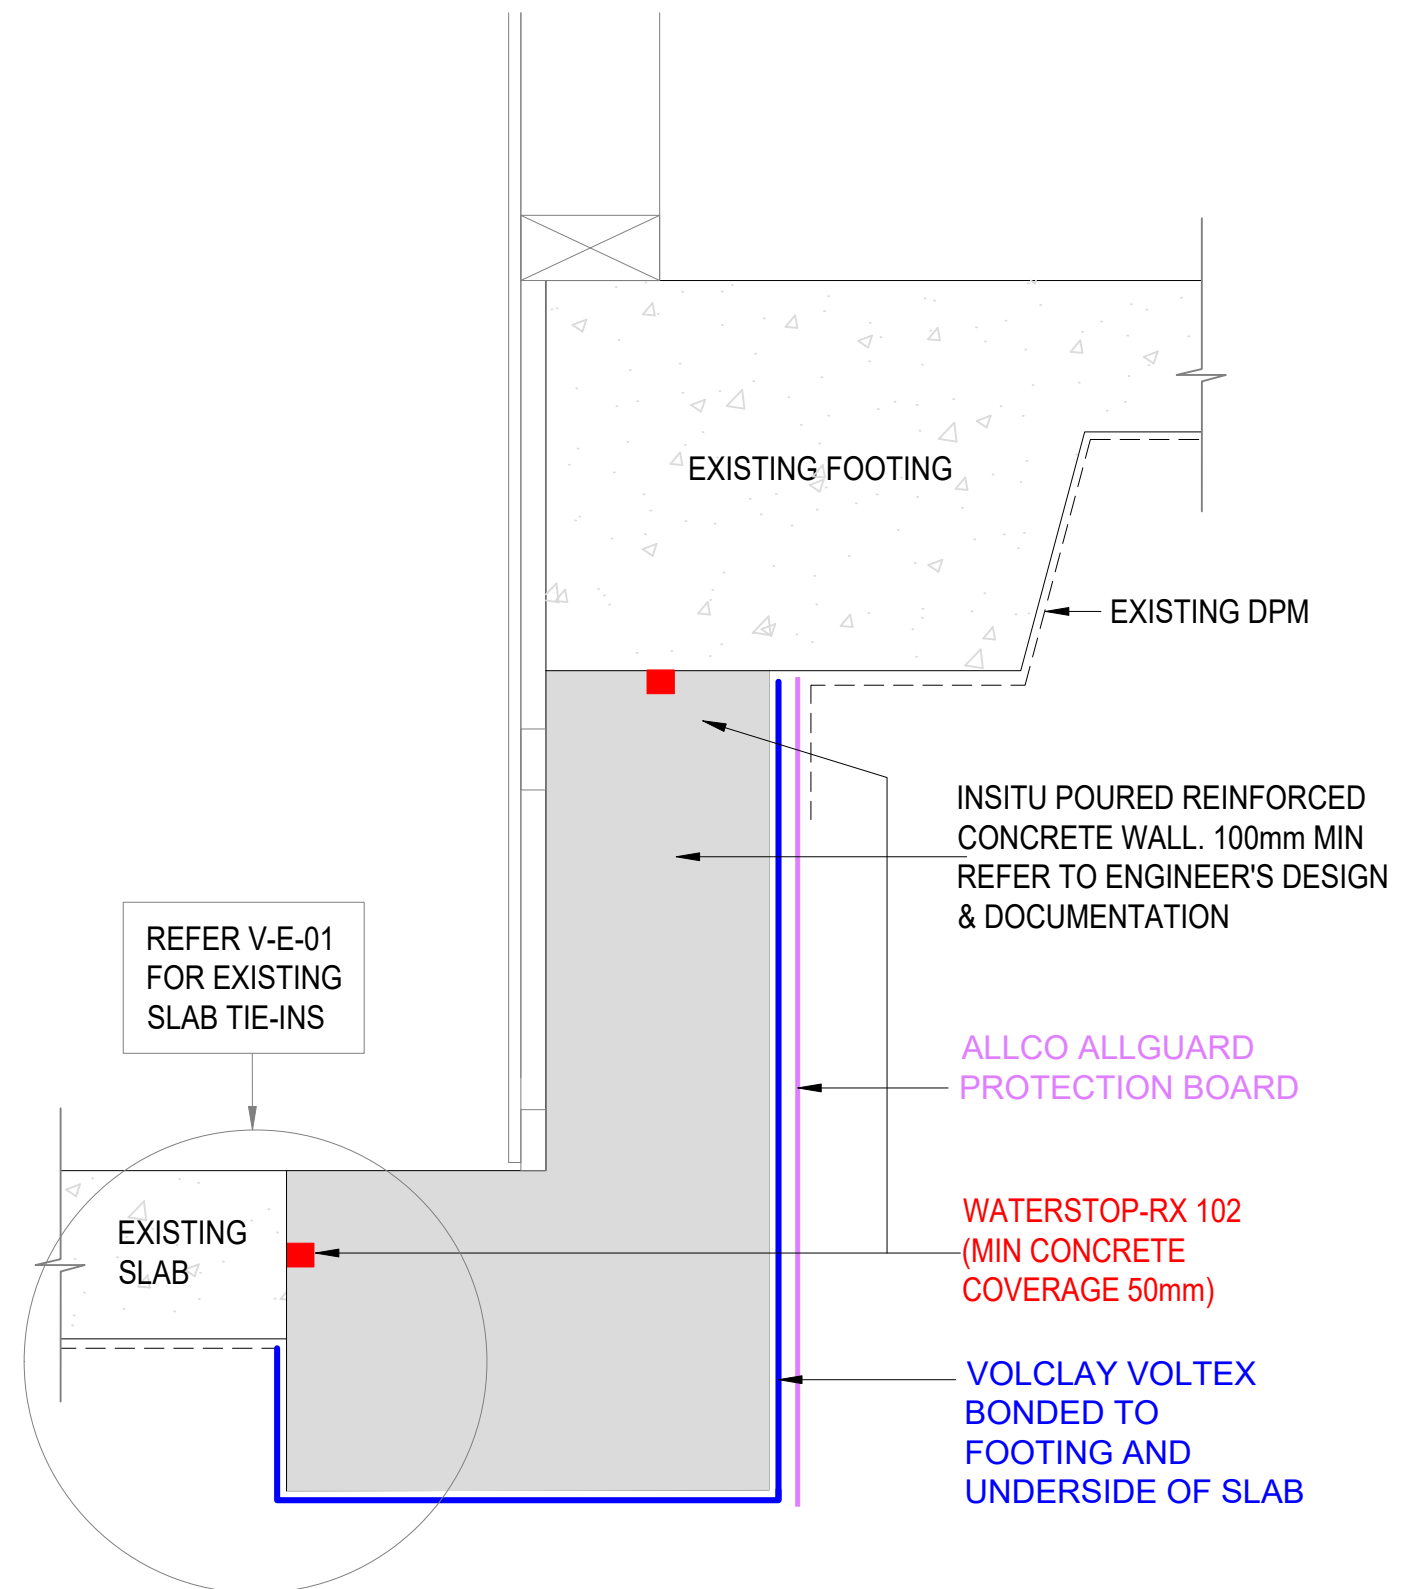 EXISTING FOOTING
EXISTING DPM
INSITU POURED REINFORCED
CONCRETE WALL. 100mm MIN
REFER TO ENGINEER'S DESIGN
& DOCUMENTATION
REFER V-E-01
FOR EXISTING
SLAB TIE-INS
ALLCO ALLGUARD
PROTECTION BOARD
EXISTING
SLAB
WATERSTOP-RX 102
(MIN CONCRETE
COVERAGE 50mm)
VOLCLAY VOLTEX
BONDED TO
FOOTING AND
UNDERSIDE OF SLAB